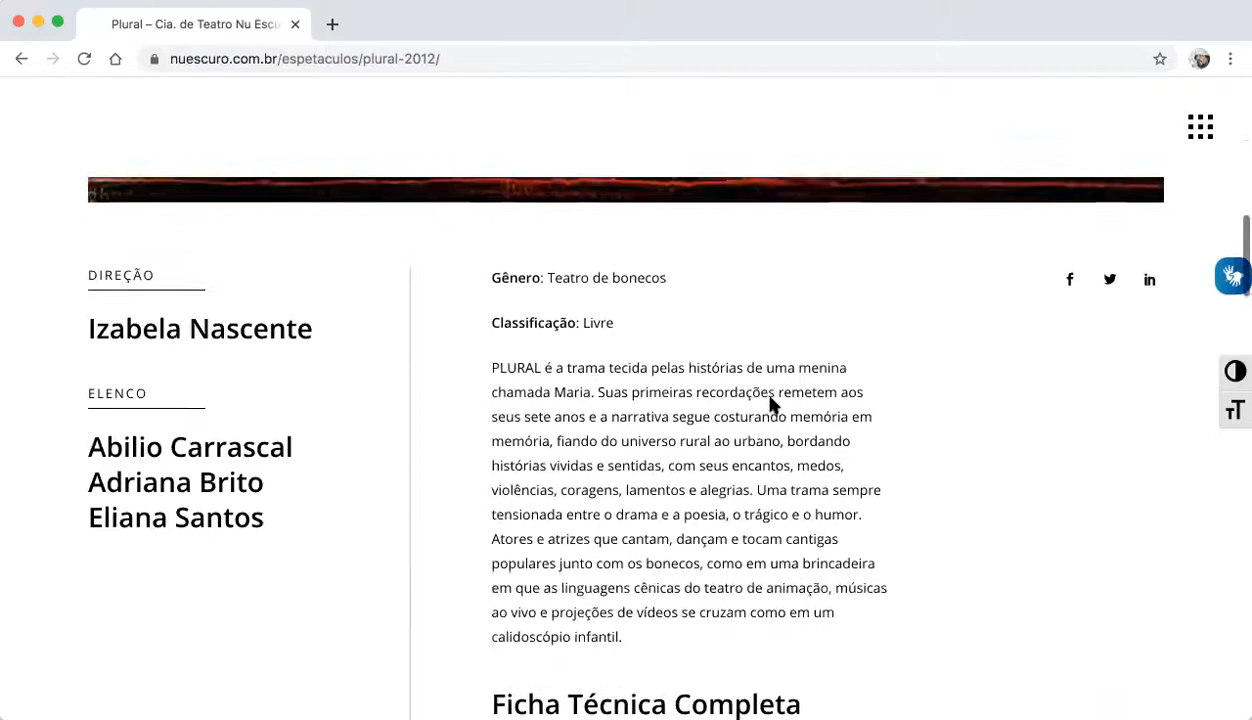 Plural – Cia. de Teatro Nu Escu
nuescuro.com.br/espetaculos/plural-2012/
DIREÇÃO
Izabela Nascente
ELENCO
Abilio Carrascal
Adriana Brito
Eliana Santos
Gênero: Teatro de bonecos
Classificação: Livre
PLURAL é a trama tecida pelas histórias de uma menina
chamada Maria. Suas primeiras recordações remetem aos
seus sete anos e a narrativa segue costurando memória em
memória, fiando do universo rural ao urbano, bordando
histórias vividas e sentidas, com seus encantos, medos,
violências, coragens, lamentos e alegrias. Uma trama sempre
tensionada entre o drama e a poesia, o trágico e o humor.
Atores e atrizes que cantam, dançam e tocam cantigas
populares junto com os bonecos, como em uma brincadeira
em que as linguagens cênicas do teatro de animação, músicas
ao vivo e projeções de vídeos se cruzam como em um
calidoscópio infantil.
Ficha Técnica Completa